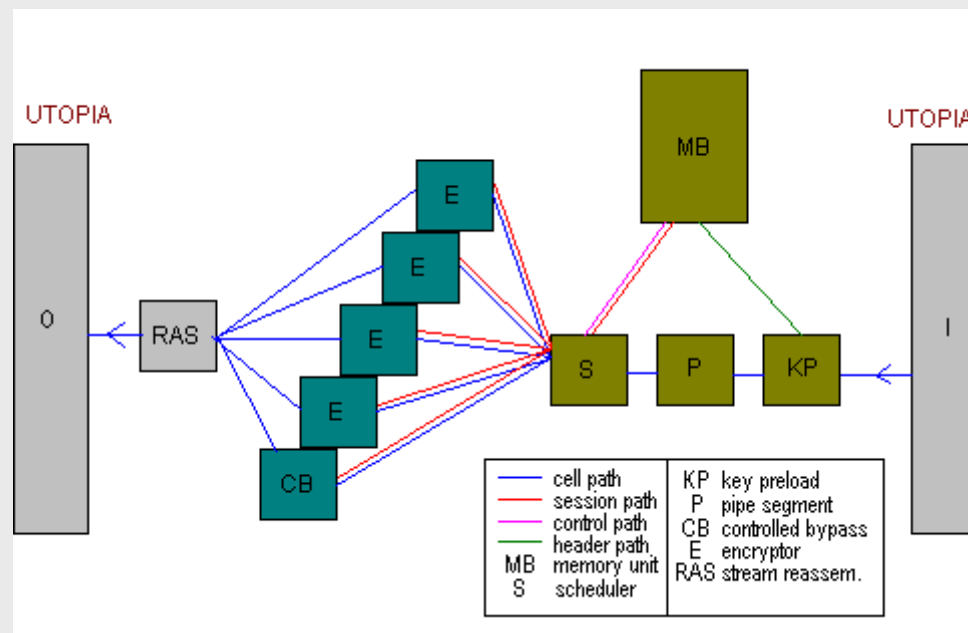 UTOPIA
UTOPIA
MB
E
E
E
E
CB
O
RAS
S
P
KP
I
cell path
session path
control path
header path
MB memory unit
S scheduler
KP key preload
P pipe segment
CB controlled bypass
E encryptor
RAS stream reassem.